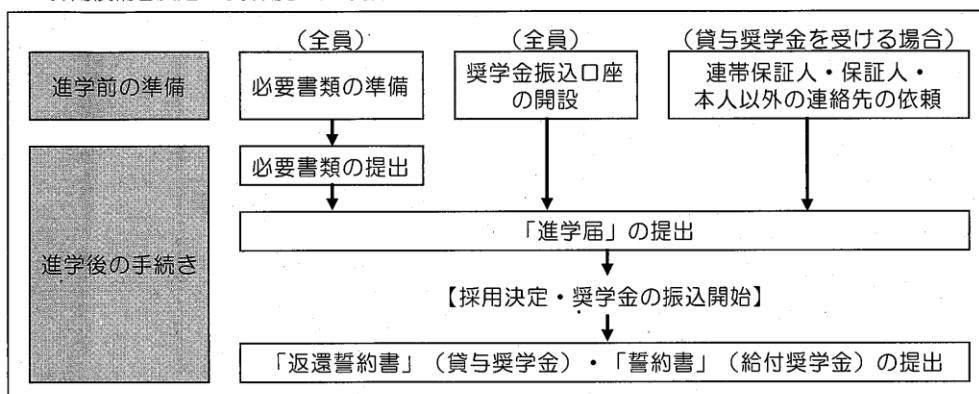 （全員）
（全員）
（貸与奨学金を受ける場合）
進学前の準備
必要書類の準備
奨学金振込口座
の開設
連帯保証人・保証人・
本人以外の連絡先の依頼
進学後の手続き
必要書類の提出
「進学届」の提出
【採用決定・奨学金の振込開始】
「返還誓約書」（貸与奨学金）・「誓約書」（給付奨学金）の提出